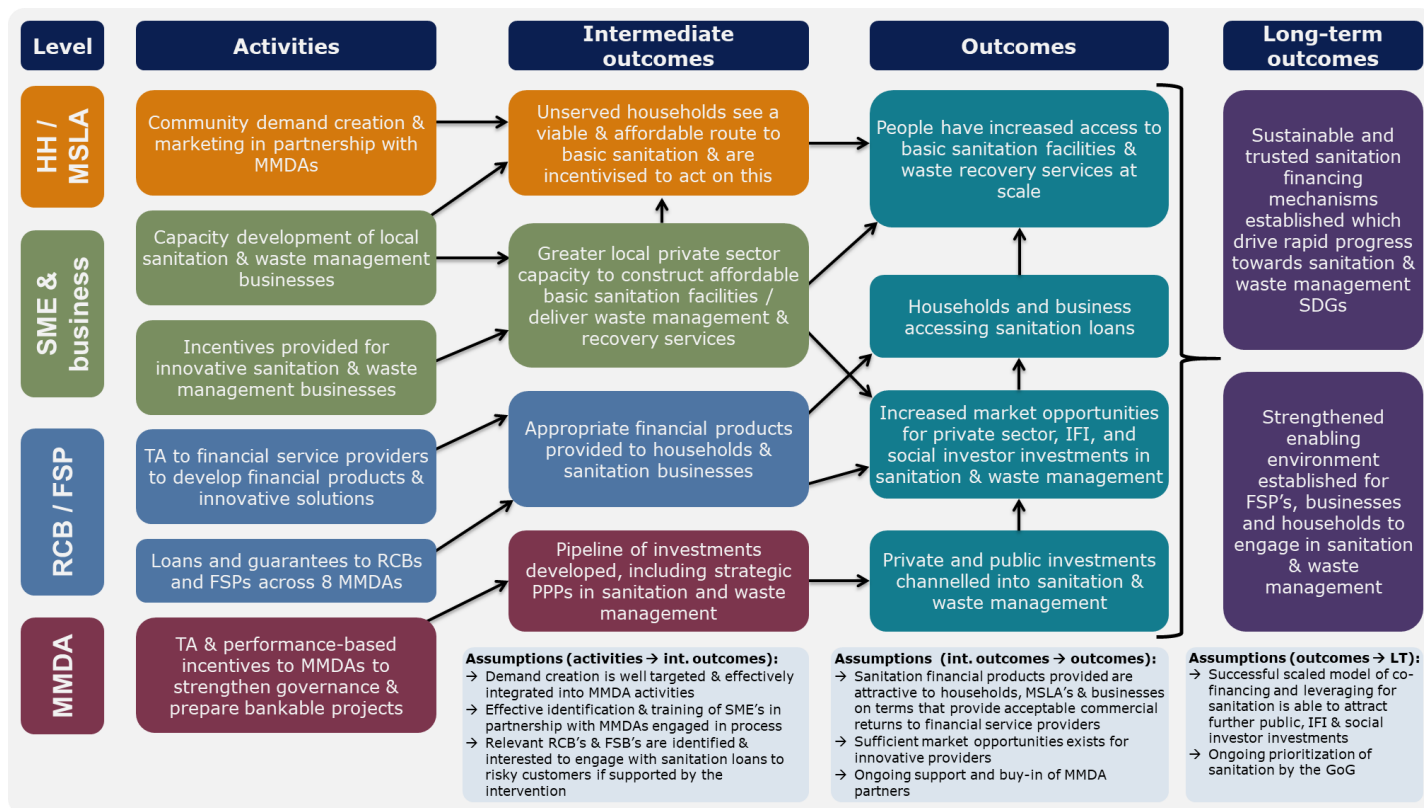 Level
Activities
Intermediate
outcomes
Outcomes
Long-term
outcomes
HH /
MSLA
SME &
business
RCB / FSP
MMDA
Community demand creation &
marketing in partnership with
MMDAs
Capacity development of local
sanitation & waste management
businesses
Incentives provided for
innovative sanitation & waste
management businesses
TA to financial service providers
to develop financial products &
innovative solutions
Loans and guarantees to RCBs
and FSPs across 8 MMDAs
TA & performance-based
incentives to MMDAs to
strengthen governance &
prepare bankable projects
Unserved households see a
viable & affordable route to
basic sanitation & are
incentivised to act on this
Greater local private sector
capacity to construct affordable
basic sanitation facilities /
deliver waste management &
recovery services
Appropriate financial products
provided to households &
sanitation businesses
Pipeline of investments
developed, including strategic
PPPs in sanitation and waste
management
People have increased access to
basic sanitation facilities &
waste recovery services at
scale
Households and business
accessing sanitation loans
Increased market opportunities
for private sector, IFI, and
social investor investments in
sanitation & waste management
Private and public investments
channelled into sanitation &
waste management
Sustainable and
trusted sanitation
financing
mechanisms
established which
drive rapid progress
towards sanitation &
waste management
SDGs
Strengthened
enabling
environment
established for
FSP's, businesses
and households to
engage in sanitation
& waste
management
Assumptions (activities → int. outcomes):
→ Demand creation is well targeted & effectively
integrated into MMDA activities
→ Effective identification & training of SME's in
partnership with MMDAs engaged in process
→ Relevant RCB's & FSB's are identified &
interested to engage with sanitation loans to
risky customers if supported by the
intervention
Assumptions (int. outcomes → outcomes):
→ Sanitation financial products provided are
attractive to households, MSLA's & businesses
on terms that provide acceptable commercial
returns to financial service providers
→ Sufficient market opportunities exists for
innovative providers
→ Ongoing support and buy-in of MMDA
partners
Assumptions (outcomes → LT):
→ Successful scaled model of co-
financing and leveraging for
sanitation is able to attract
further public, IFI & social
investor investments
→ Ongoing prioritization of
sanitation by the GoG